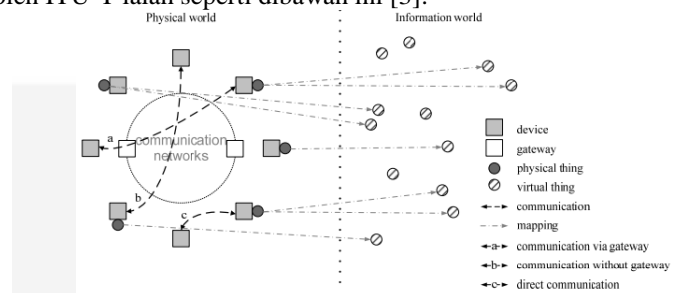 oleh ITU-T ialah seperti dibawah ini [3]:
Physical world
Information world
a
communication
networks
b
c
device
gateway
physical thing
virtual thing
communication
mapping
a communication via gateway
b communication without gateway
c direct communication